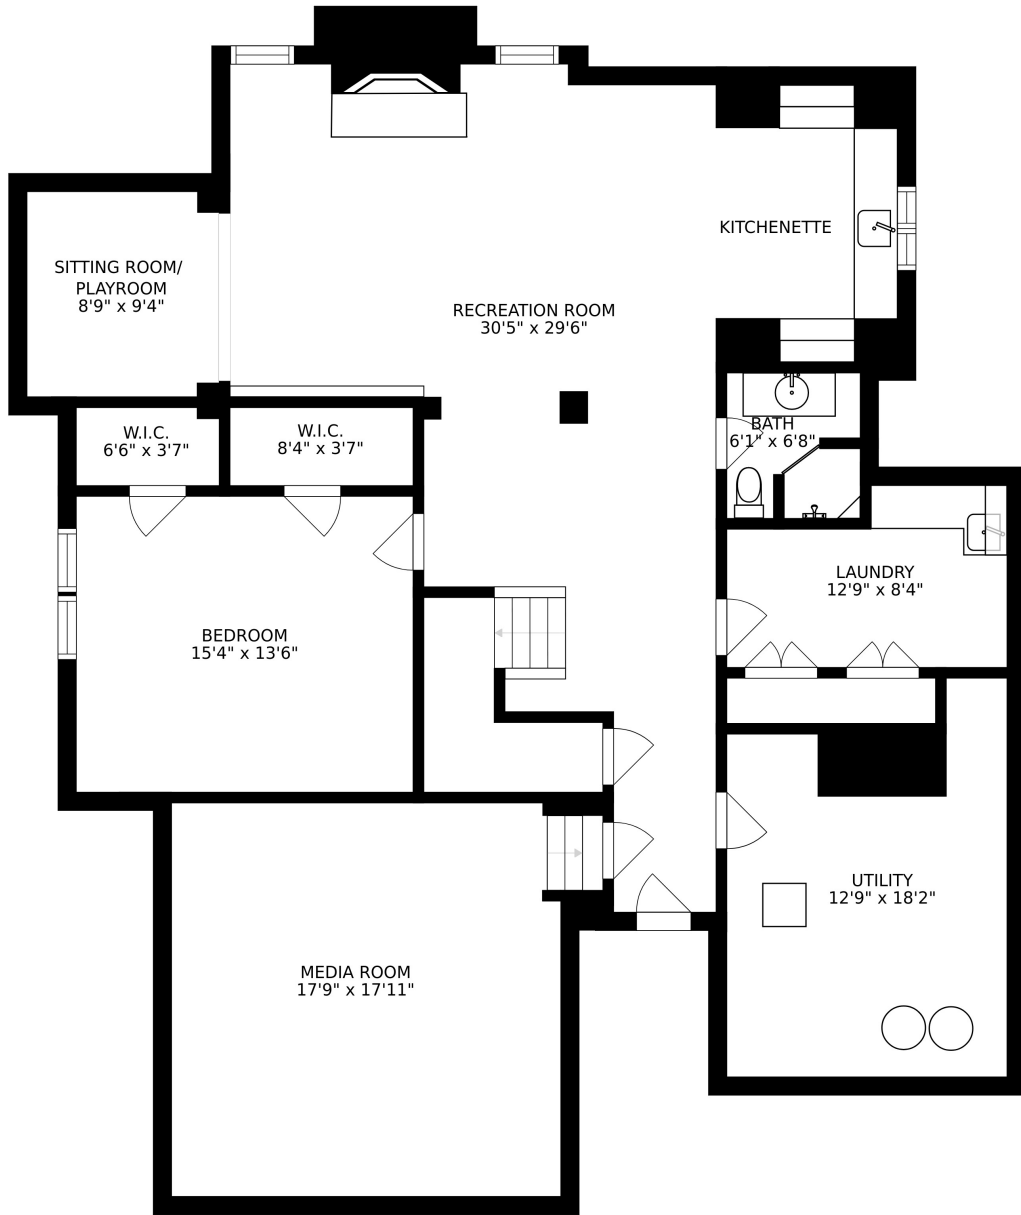 KITCHENETTE
SITTING ROOM/
PLAYROOM
8'9" x 9'4"
RECREATION ROOM
30'5" x 29'6"
W.I.C.
6'6" x 3'7"
W.I.C.
8'4" x 3'7"
BATH
6'1" x 6'8"
LAUNDRY
12'9" x 8'4"
BEDROOM
15'4" x 13'6"
UTILITY
12'9" x 18'2"
MEDIA ROOM
17'9" x 17'11"